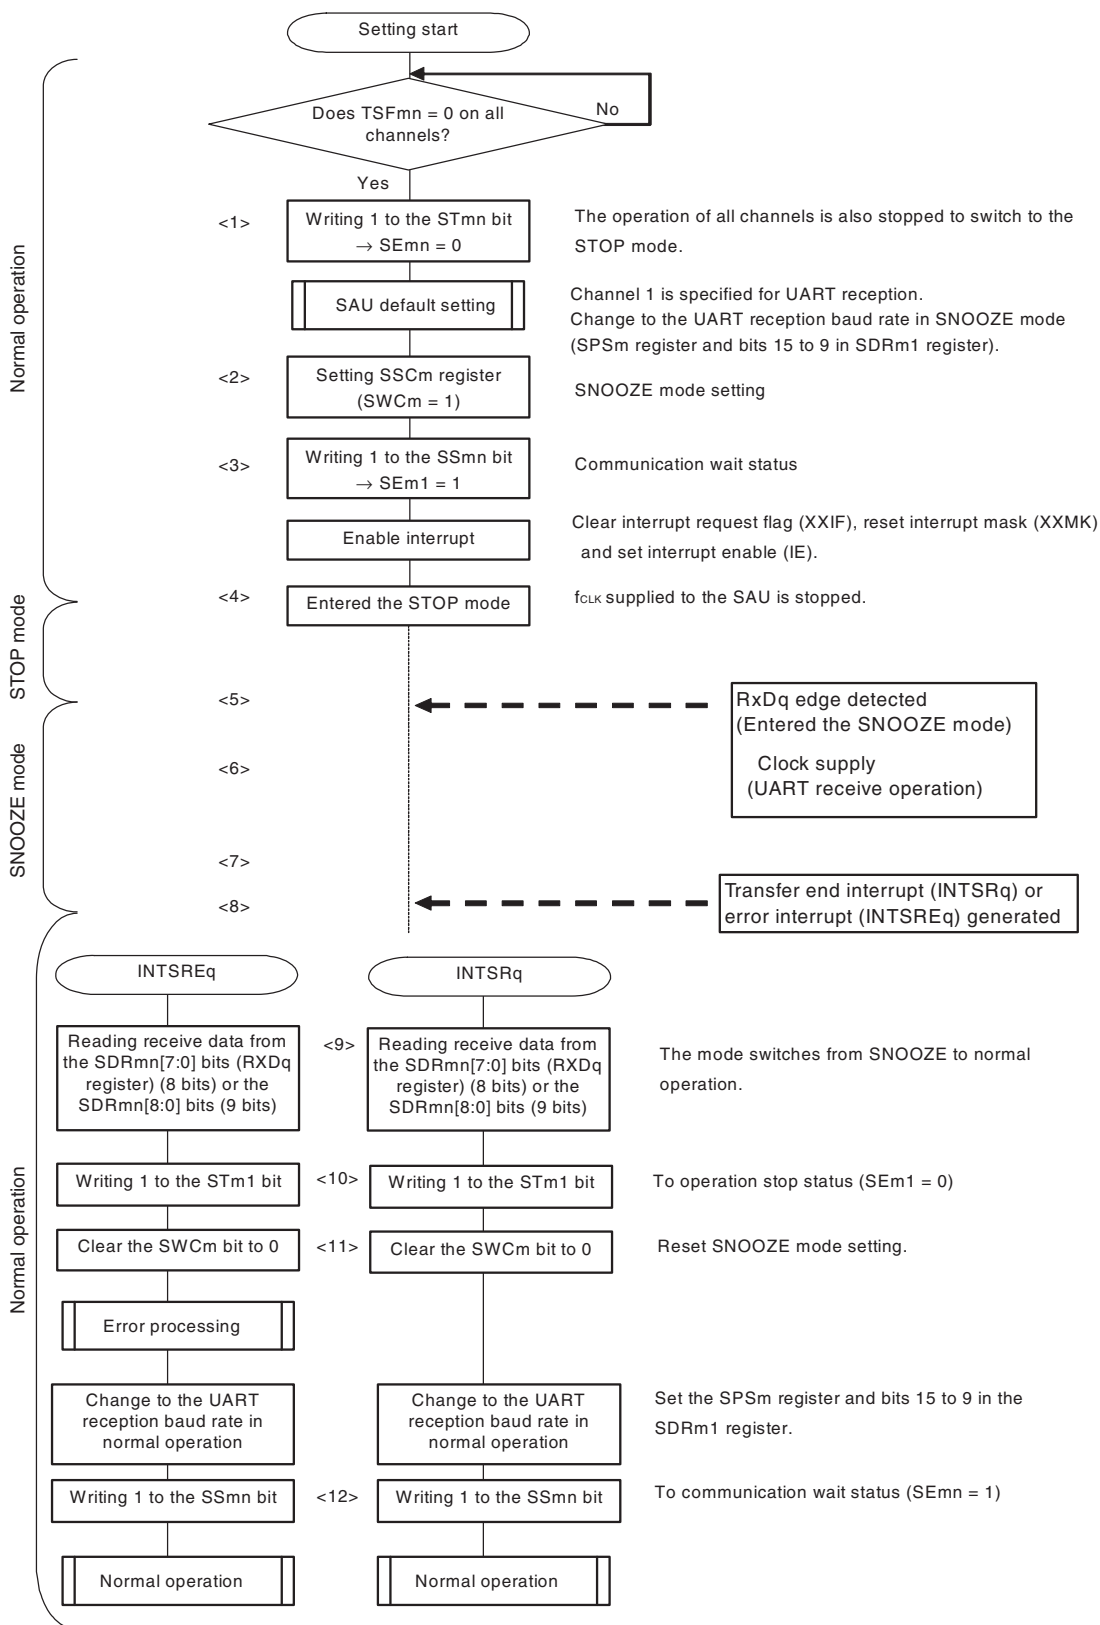 Setting start
Does TSFmn = 0 on all
channels?
No
Yes
<1>
Writing 1 to the STmn bit
→ SEmn = 0
The operation of all channels is also stopped to switch to the
STOP mode.
SAU default setting
Channel 1 is specified for UART reception.
Change to the UART reception baud rate in SNOOZE mode
(SPSm register and bits 15 to 9 in SDRm1 register).
<2>
Setting SSCm register
(SWCm = 1)
SNOOZE mode setting
<3>
Writing 1 to the SSmn bit
→ SEm1 = 1
Communication wait status
Enable interrupt
Clear interrupt request flag (XXIF), reset interrupt mask (XXMK)
and set interrupt enable (IE).
<4>
Entered the STOP mode
fCLK supplied to the SAU is stopped.
Normal operation
STOP mode
SNOOZE mode
<5>
RxDq edge detected
(Entered the SNOOZE mode)
<6>
Clock supply
(UART receive operation)
<7>
<8>
Transfer end interrupt (INTSRq) or
error interrupt (INTSREq) generated
Normal operation
INTSREq
INTSRq
Reading receive data from
the SDRmn[7:0] bits (RXDq
register) (8 bits) or the
SDRmn[8:0] bits (9 bits)
<9>
Reading receive data from
the SDRmn[7:0] bits (RXDq
register) (8 bits) or the
SDRmn[8:0] bits (9 bits)
The mode switches from SNOOZE to normal
operation.
Writing 1 to the STm1 bit
<10>
Writing 1 to the STm1 bit
To operation stop status (SEm1 = 0)
Clear the SWCm bit to 0
<11>
Clear the SWCm bit to 0
Reset SNOOZE mode setting.
Error processing
Change to the UART
reception baud rate in
normal operation
Change to the UART
reception baud rate in
normal operation
Set the SPSm register and bits 15 to 9 in the
SDRm1 register.
Writing 1 to the SSmn bit
<12>
Writing 1 to the SSmn bit
To communication wait status (SEmn = 1)
Normal operation
Normal operation